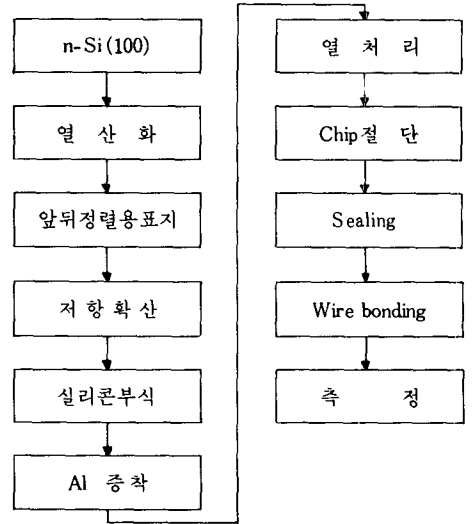 n-Si(100)
열 산 화
앞뒤정렬용표지
저 항 확 산
실리콘부식
Al 증착
열 처 리
Chip절 단
Sealing
Wire bonding
측 정